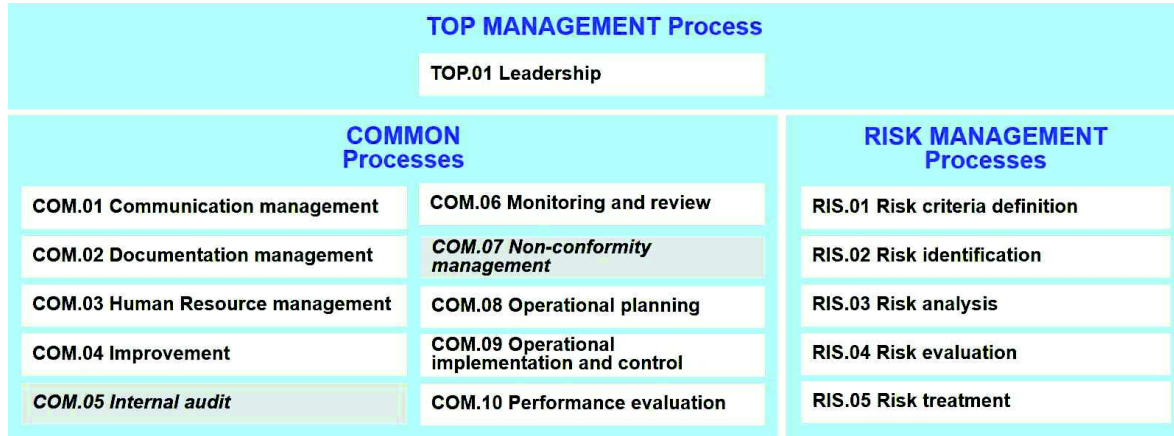 TOP MANAGEMENT Process
TOP.01 Leadership
COMMON
Processes
COM.01 Communication management
COM.02 Documentation management
COM.03 Human Resource management
COM.04 Improvement
COM.05 Internal audit
COM.06 Monitoring and review
COM.07 Non-conformity
management
COM.08 Operational planning
COM.09 Operational
implementation and control
COM.10 Performance evaluation
RISK MANAGEMENT
Processes
RIS.01 Risk criteria definition
RIS.02 Risk identification
RIS.03 Risk analysis
RIS.04 Risk evaluation
RIS.05 Risk treatment